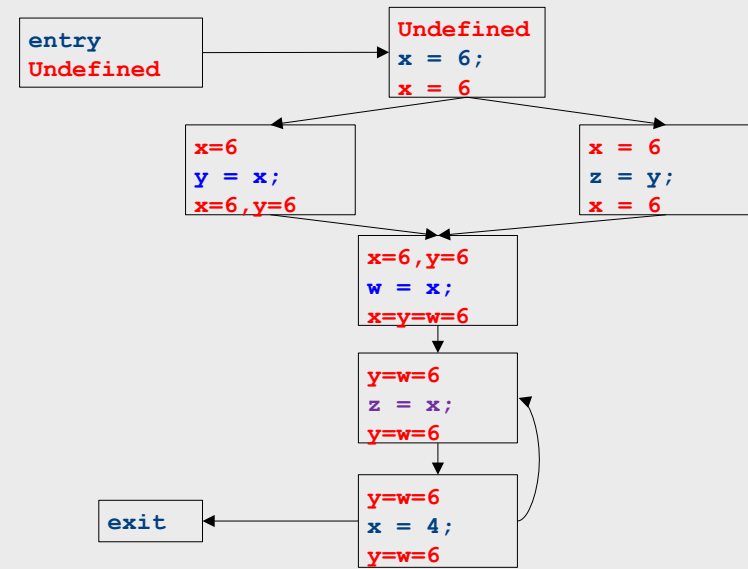 entry
Undefined
Undefined
x = 6;
x = 6
x=6
y = x;
x=6,y=6
x = 6
z = y;
x = 6
x=6,y=6
w = x;
x=y=w=6
y=w=6
z = x;
y=w=6
y=w=6
x = 4;
y=w=6
exit